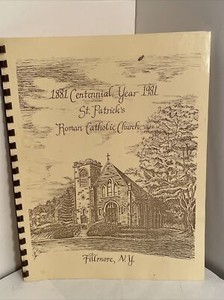 1881 Centennial Year 1981
St. Patrick's
Roman Catholic Church
Fillmore, N.Y.